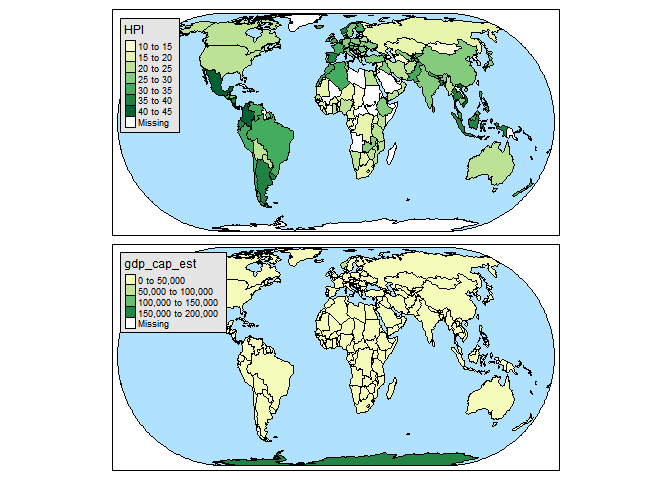 HPI
10 to 15
15 to 20
20 to 25
25 to 30
30 to 35
35 to 40
40 to 45
Missing
gdp_cap_est
0 to 50,000
50,000 to 100,000
100,000 to 150,000
150,000 to 200,000
Missing